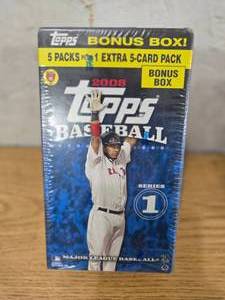 Topps BONUS BOX!
5 PACKS 1 EXTRA 5-CARD PACK
BONUS
BOX
2008
Topps
BASEBALL
SERIES
1
MAJOR LEAGUE BASEBALL